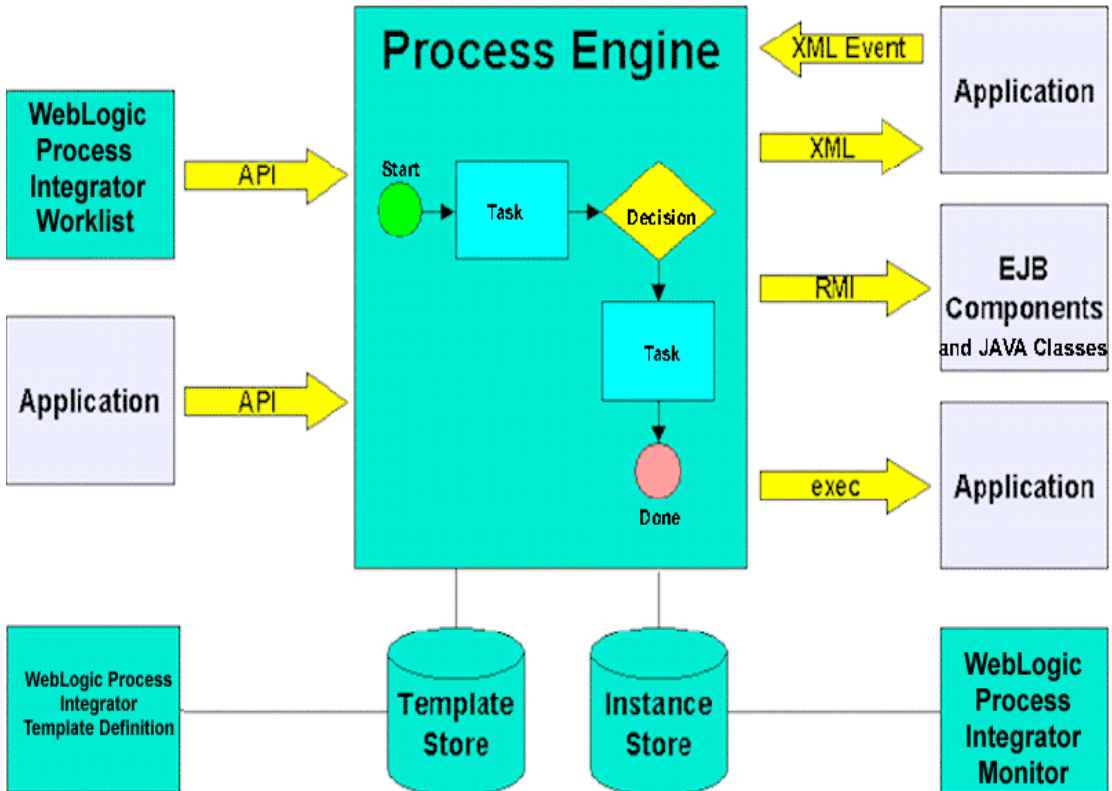 Process Engine
XML Event
Application
WebLogic
Process
Integrator
Worklist
API
XML
Start
Task
Decision
RMI
EJB
Components
and JAVA Classes
Application
API
Task
exec
Application
Done
WebLogic Process
Integrator
Template Definition
Template
Store
Instance
Store
WebLogic
Process
Integrator
Monitor